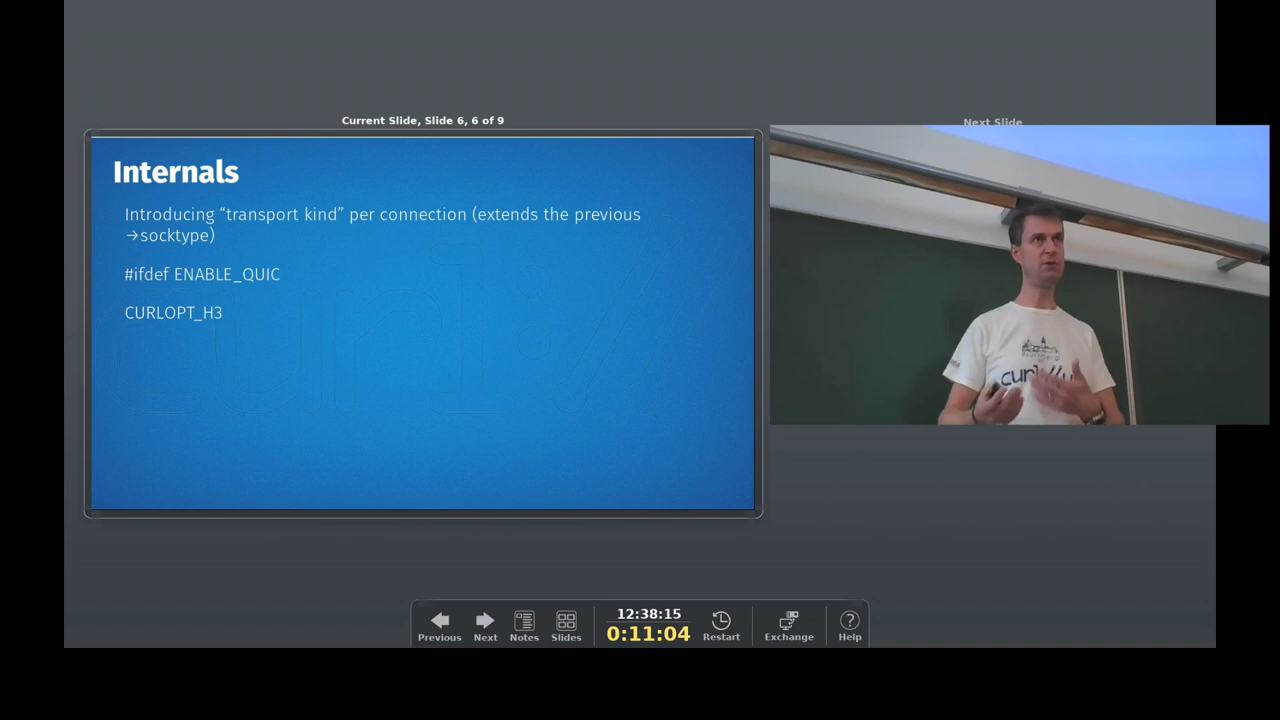 Current Slide, Slide 6, 6 of 9
Next Slide
Internals
Introducing “transport kind” per connection (extends the previous
→socktype)
#ifdef ENABLE_QUIC
CURLOPT_H3
curl
12:38:15
0:11:04
Previous
Next
Notes
Slides
Restart
Exchange
Help